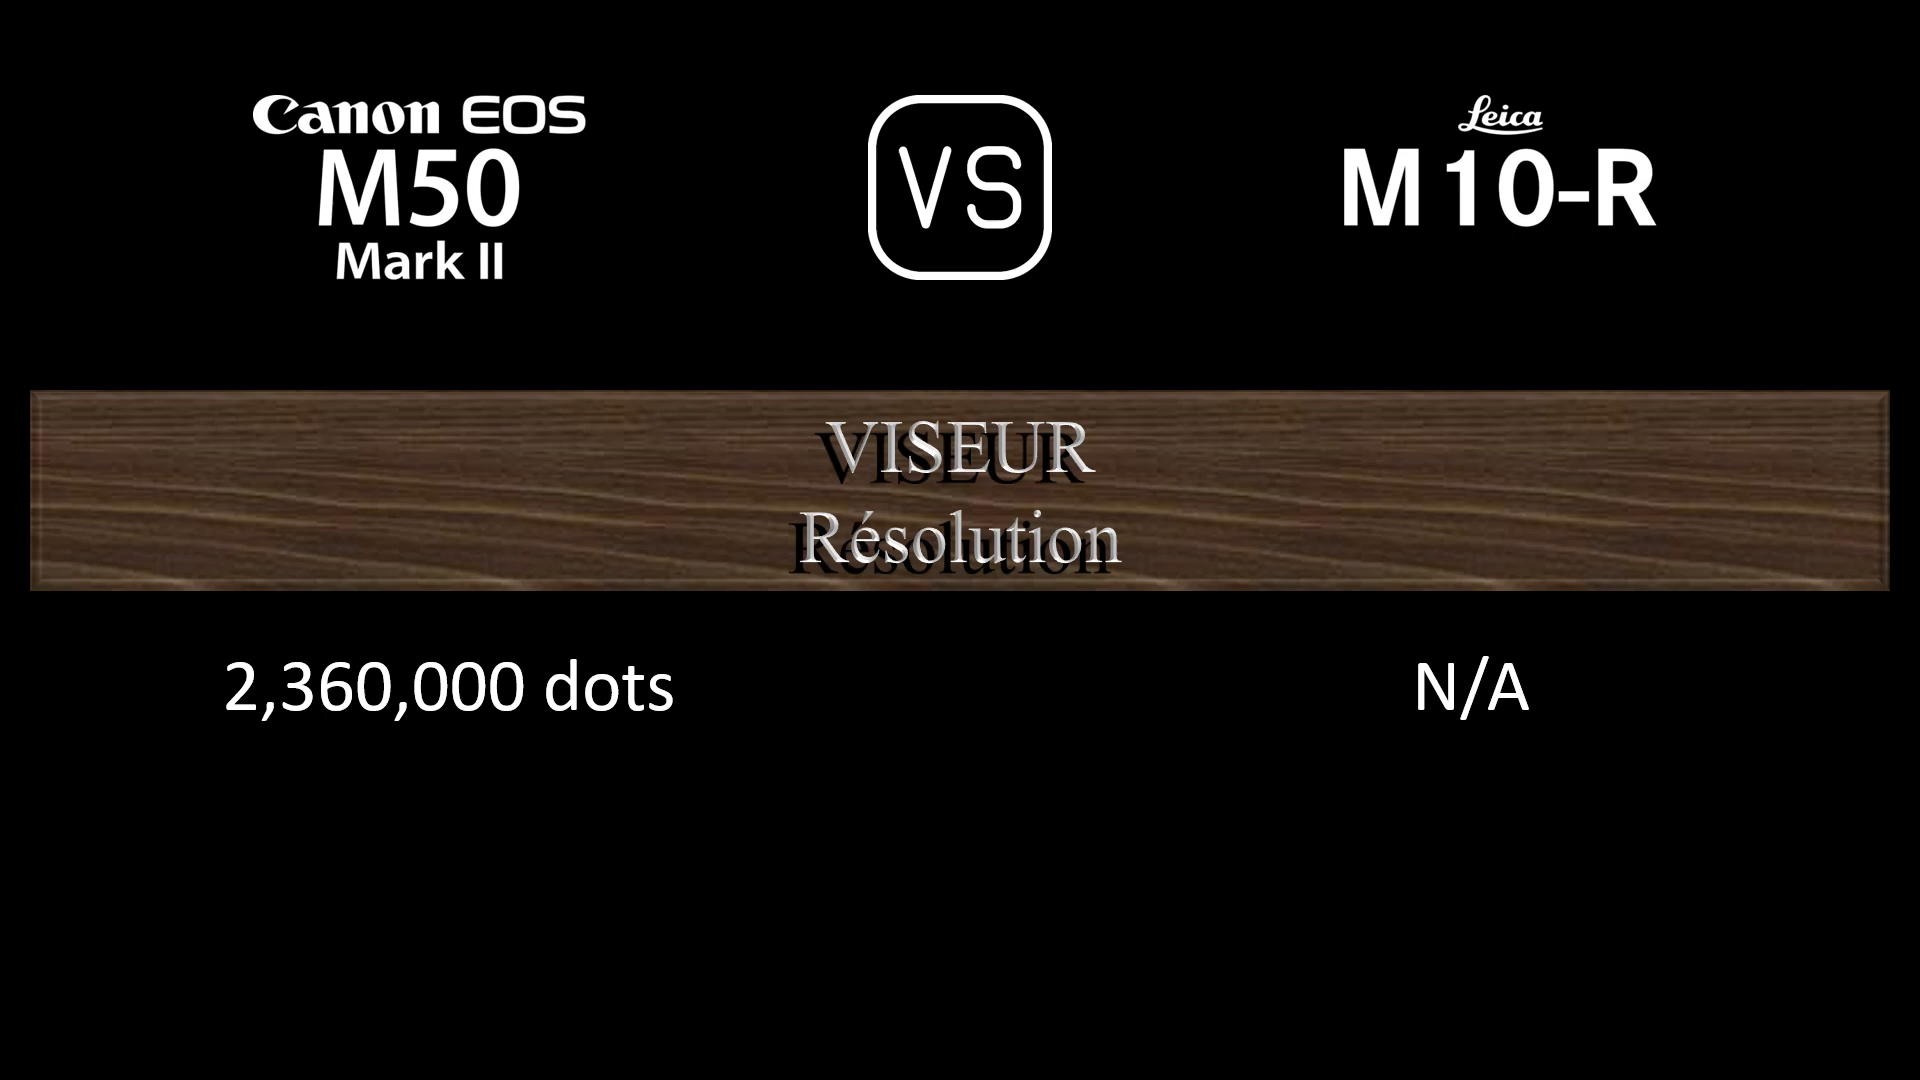 Canon EOS
M50
Mark II
VS
Leica
M10-R
VISEUR
Résolution
2,360,000 dots
N/A